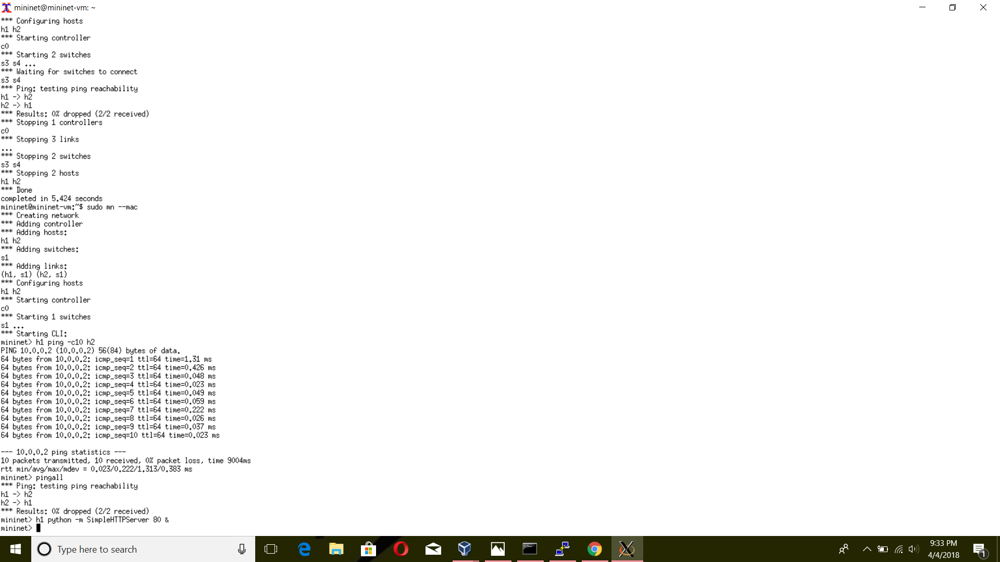 mininet@mininet-vm: ~
*** Configuring hosts
h1 h2
*** Starting controller
c0
*** Starting 2 switches
s3 s4 ...
*** Waiting for switches to connect
s3 s4
*** Ping: testing ping reachability
h1 -> h2
h2 -> h1
*** Results: 0% dropped (2/2 received)
*** Stopping 1 controllers
c0
*** Stopping 3 links
...
*** Stopping 2 switches
s3 s4
*** Stopping 2 hosts
h1 h2
*** Done
completed in 5.424 seconds
mininet@mininet-vm:~$ sudo mn --mac
*** Creating network
*** Adding controller
*** Adding hosts:
h1 h2
*** Adding switches:
s1
*** Adding links:
(h1, s1) (h2, s1)
*** Configuring hosts
h1 h2
*** Starting controller
c0
*** Starting 1 switches
s1 ...
*** Starting CLI:
mininet> h1 ping -c10 h2
PING 10.0.0.2 (10.0.0.2) 56(84) bytes of data.
64 bytes from 10.0.0.2: icmp_seq=1 ttl=64 time=1.31 ms
64 bytes from 10.0.0.2: icmp_seq=2 ttl=64 time=0.426 ms
64 bytes from 10.0.0.2: icmp_seq=3 ttl=64 time=0.048 ms
64 bytes from 10.0.0.2: icmp_seq=4 ttl=64 time=0.023 ms
64 bytes from 10.0.0.2: icmp_seq=5 ttl=64 time=0.049 ms
64 bytes from 10.0.0.2: icmp_seq=6 ttl=64 time=0.059 ms
64 bytes from 10.0.0.2: icmp_seq=7 ttl=64 time=0.222 ms
64 bytes from 10.0.0.2: icmp_seq=8 ttl=64 time=0.026 ms
64 bytes from 10.0.0.2: icmp_seq=9 ttl=64 time=0.037 ms
64 bytes from 10.0.0.2: icmp_seq=10 ttl=64 time=0.023 ms
--- 10.0.0.2 ping statistics ---
10 packets transmitted, 10 received, 0% packet loss, time 9004ms
rtt min/avg/max/mdev = 0.023/0.222/1.313/0.383 ms
mininet> pingall
*** Ping: testing ping reachability
h1 -> h2
h2 -> h1
*** Results: 0% dropped (2/2 received)
mininet> h1 python -m SimpleHTTPServer 80 &
mininet>
Type here to search
9:33 PM
4/4/2018
1